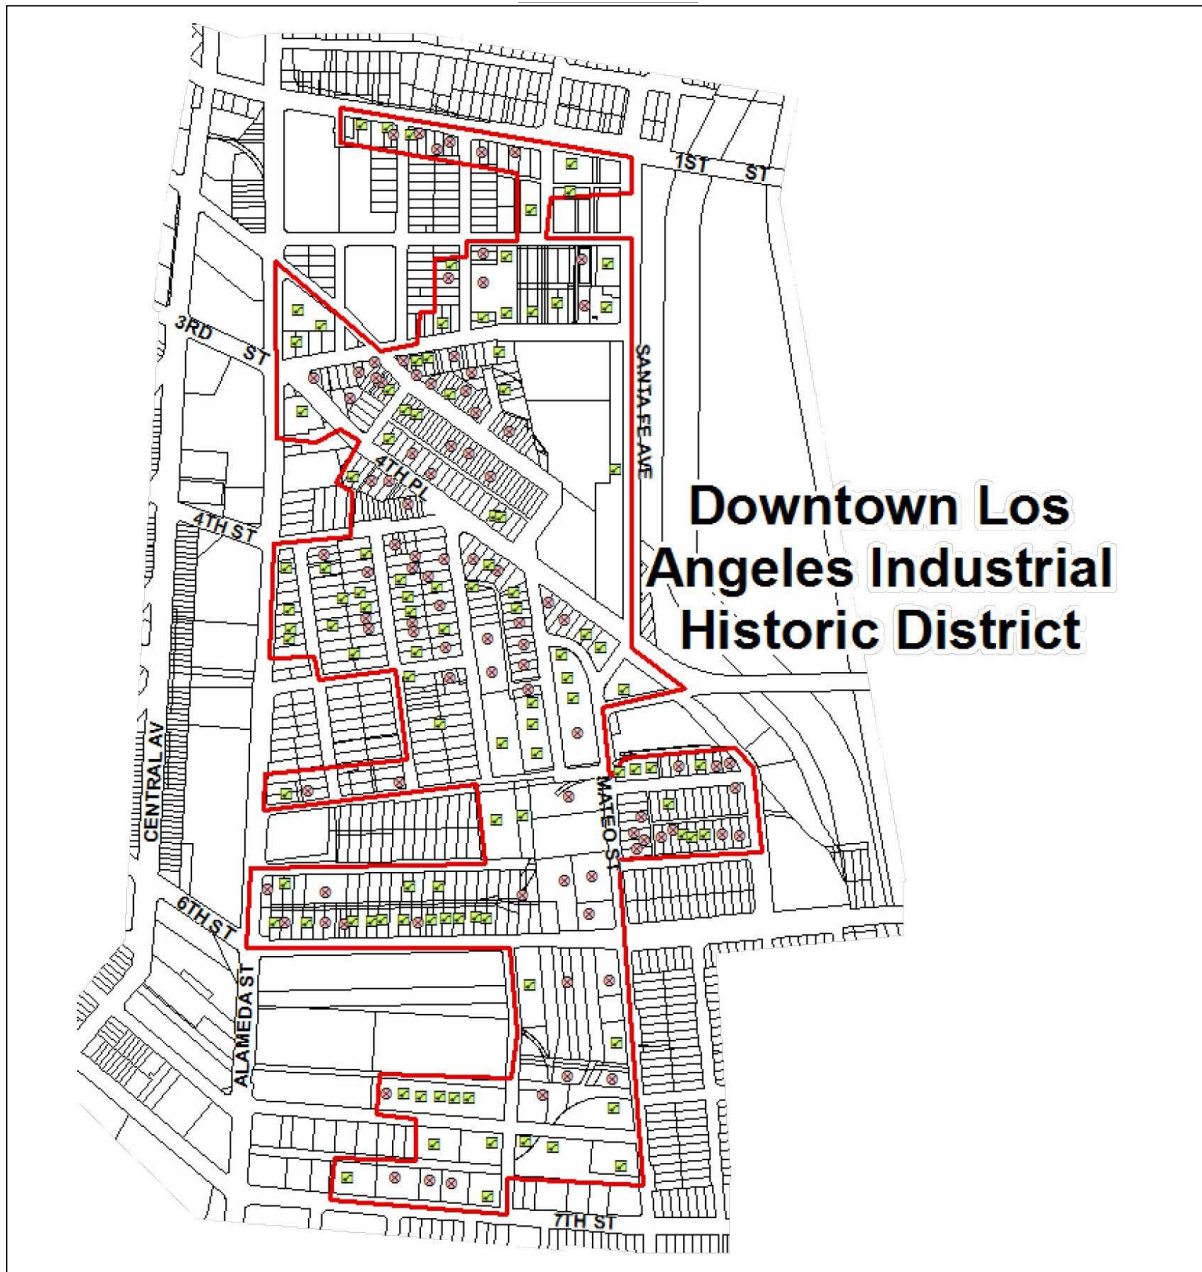 1ST ST
3RD ST
SANTA FE AVE
4TH PL
Downtown Los
Angeles Industrial
Historic District
4TH ST
CENTRAL AV
MATEO ST
6TH ST
ALAMEDA ST
7TH ST